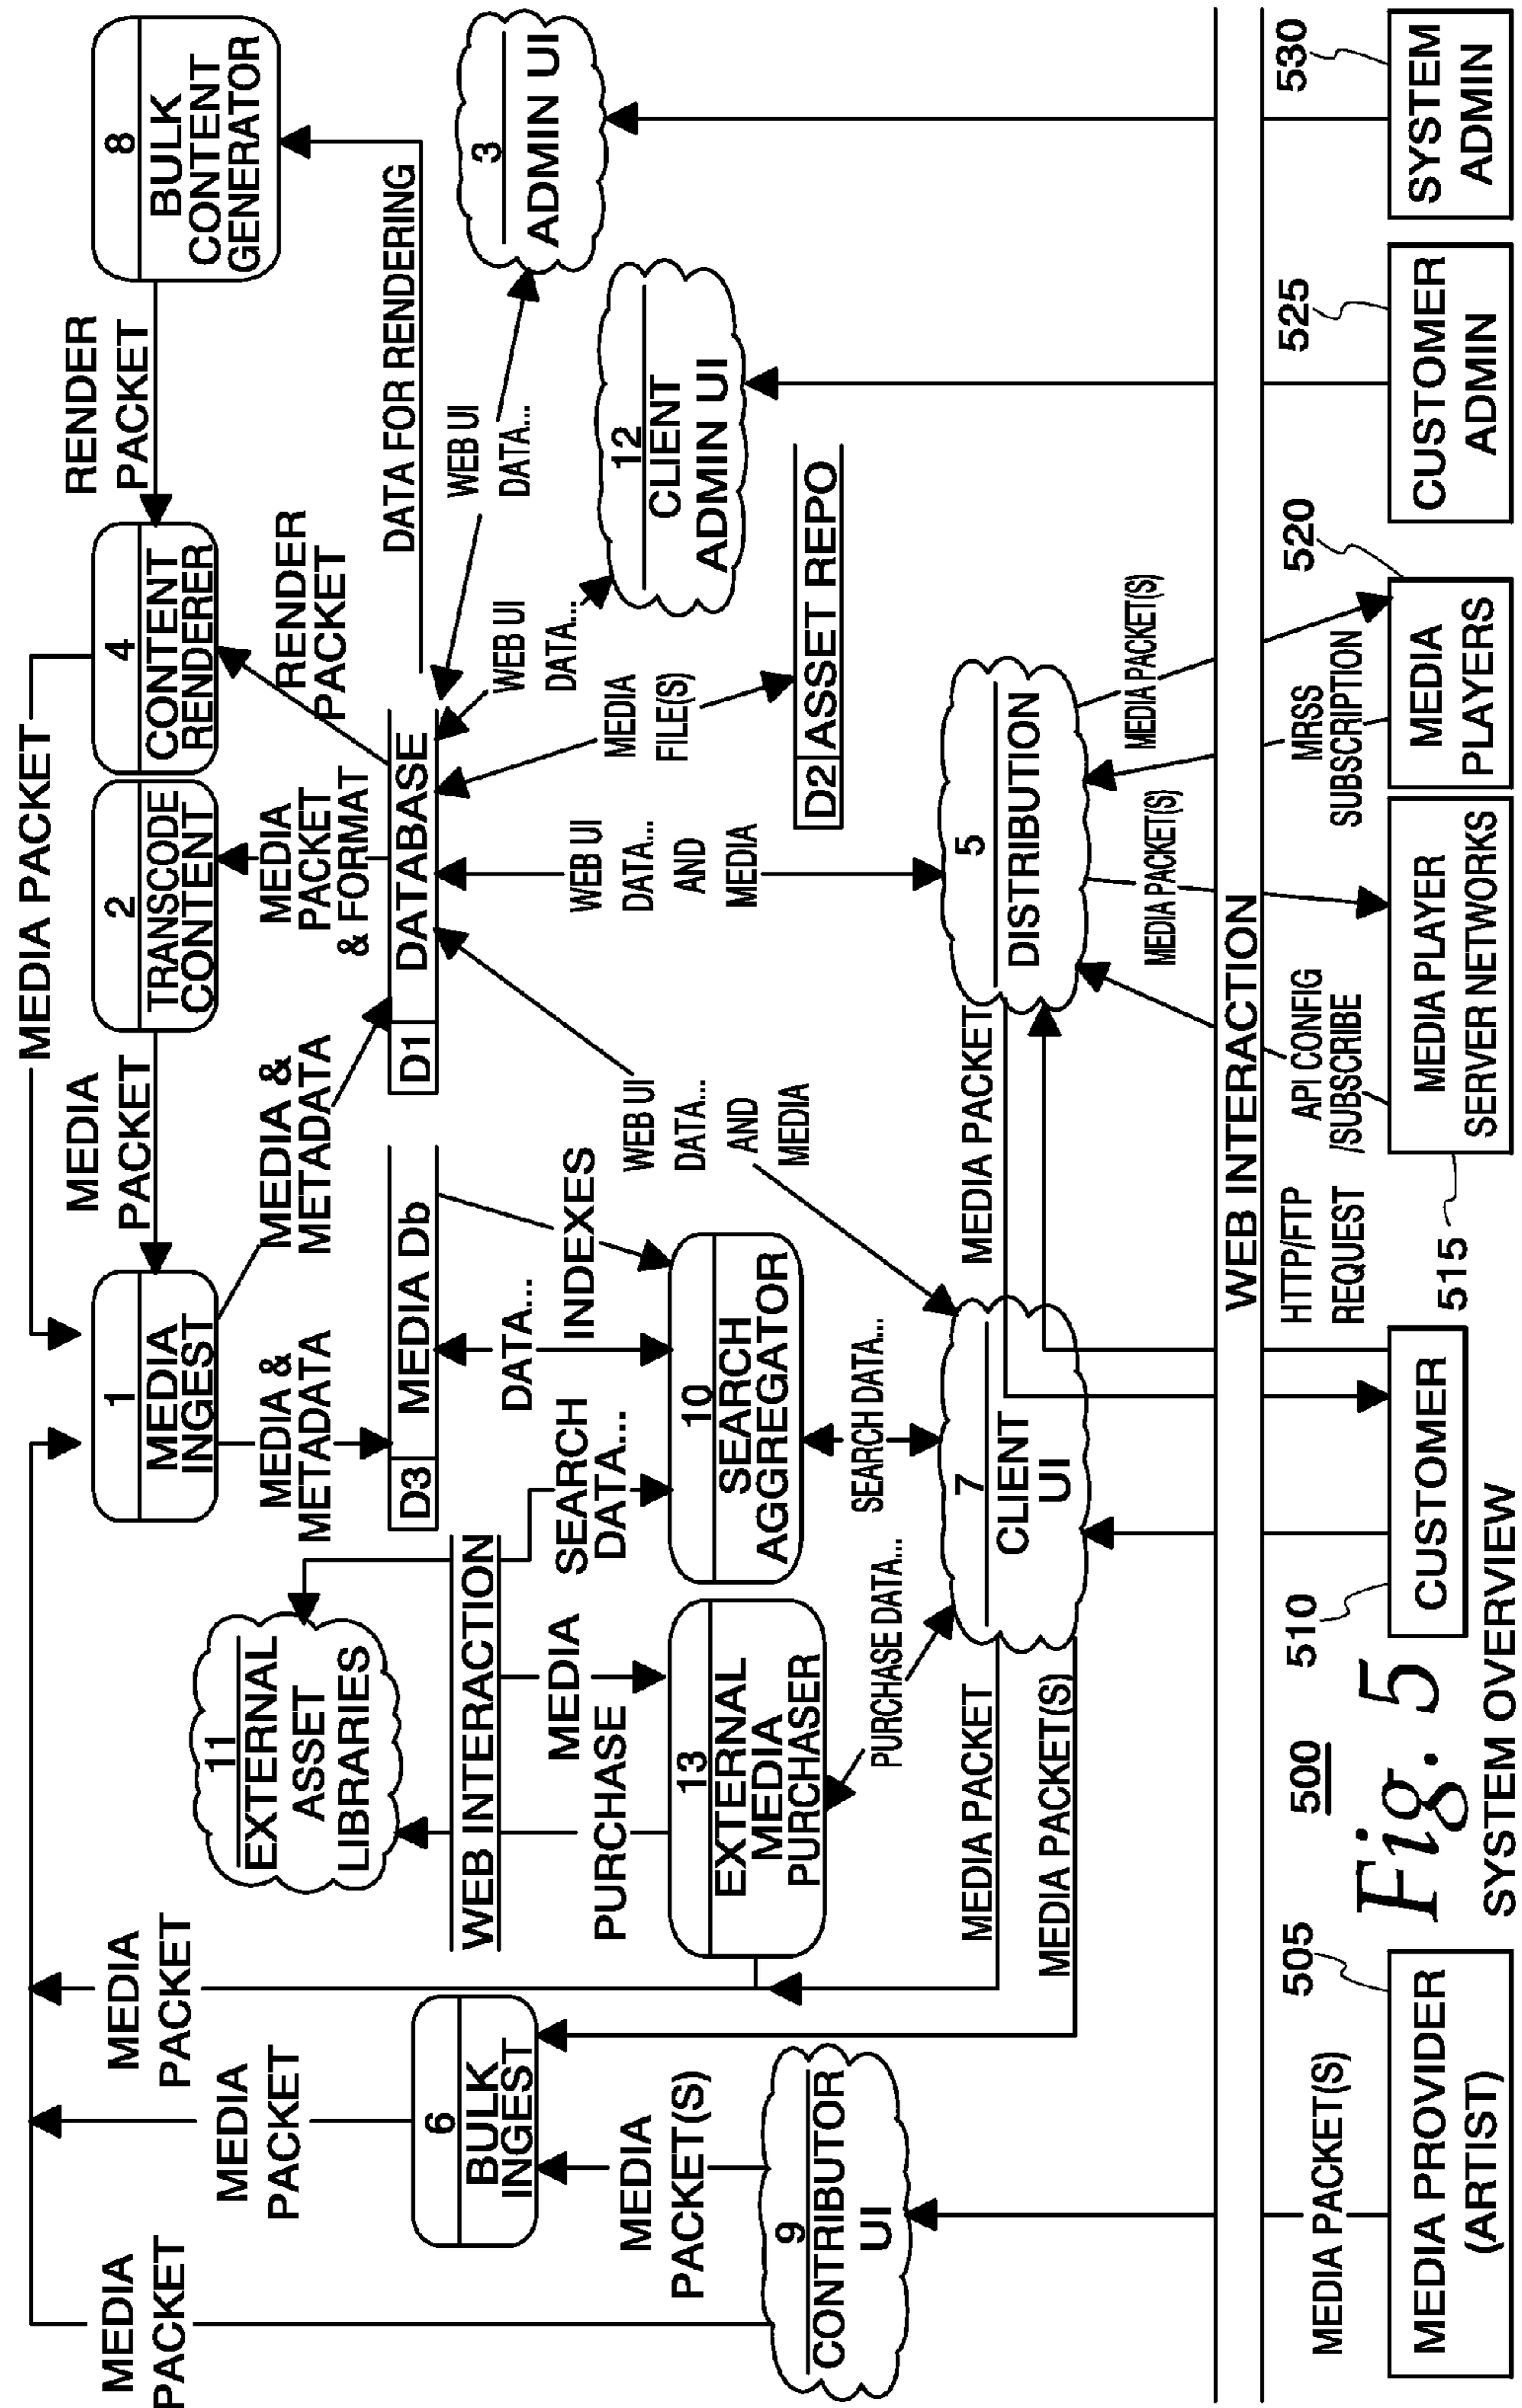 MEDIA
PACKET
MEDIA
PACKET
MEDIA
PACKET
MEDIA PACKET
1
MEDIA
INGEST
MEDIA
PACKET
2
TRANSCODE
CONTENT
4
CONTENT
RENDERER
RENDER
PACKET
8
BULK
CONTENT
GENERATOR
11
EXTERNAL
ASSET
LIBRARIES
MEDIA &
METADATA
MEDIA &
METADATA
MEDIA
PACKET
& FORMAT
RENDER
PACKET
DATA FOR RENDERING
6
BULK
INGEST
WEB INTERACTION
D3
MEDIA Db
D1
DATABASE
WEB UI
DATA...
3
ADMIN UI
MEDIA
PURCHASE
SEARCH
DATA...
DATA...
INDEXES
WEB UI
DATA...
AND
MEDIA
WEB UI
DATA...
AND
MEDIA
MEDIA
FILE(S)
WEB UI
DATA...
12
CLIENT
ADMIN UI
MEDIA
PACKET(S)
13
EXTERNAL
MEDIA
PURCHASER
10
SEARCH
AGGREGATOR
D2
ASSET REPO
9
CONTRIBUTOR
UI
PURCHASE DATA...
SEARCH DATA...
MEDIA PACKET
MEDIA PACKET(S)
7
CLIENT
UI
MEDIA PACKET
5
DISTRIBUTION
MEDIA PACKET(S)
MEDIA PACKET(S)
WEB INTERACTION
MEDIA PACKET(S)
HTTP/FTP
REQUEST
API CONFIG
/SUBSCRIBE
MRSS
SUBSCRIPTION
505
MEDIA PROVIDER
(ARTIST)
510
CUSTOMER
515
MEDIA PLAYER
SERVER NETWORKS
520
MEDIA
PLAYERS
525
CUSTOMER
ADMIN
530
SYSTEM
ADMIN
500
Fig. 5
SYSTEM OVERVIEW